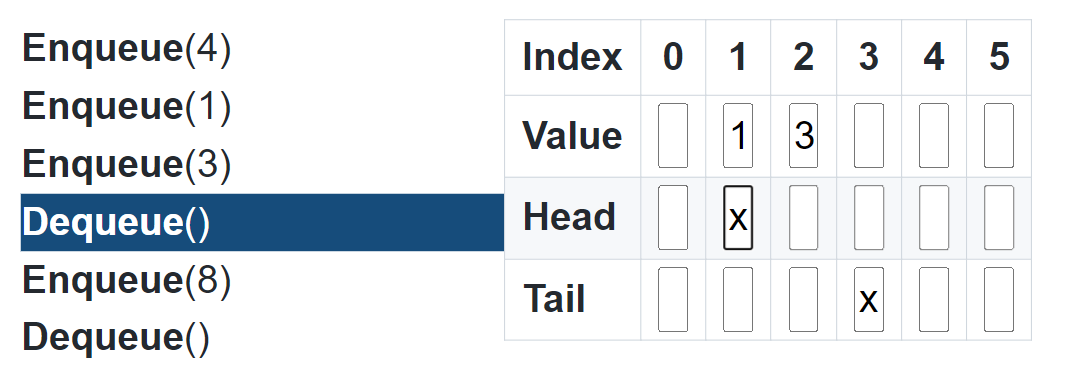 Enqueue(4)
Enqueue(1)
Enqueue(3)
Dequeue()
Enqueue(8)
Dequeue()
Index 0 1 2 3 4 5
Value 1 3
Head x
Tail x